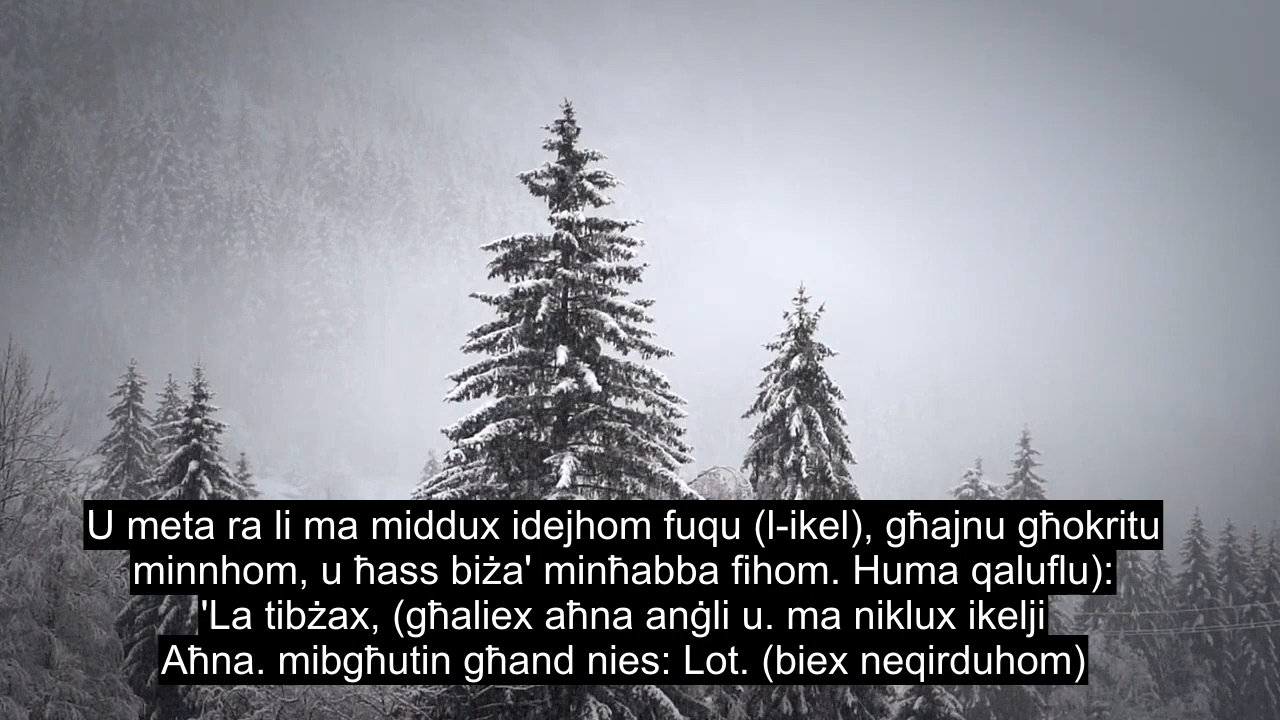 U meta ra li ma middux idejhom fuqu (l-ikel), għajnu għokritu
minnhom, u ħass biża' minħabba fihom. Huma qaluflu):
'La tibżax, (għaliex aħna anġli u. ma niklux ikelji
Aħna. mibgħutin għand nies: Lot. (biex neqirduhom)